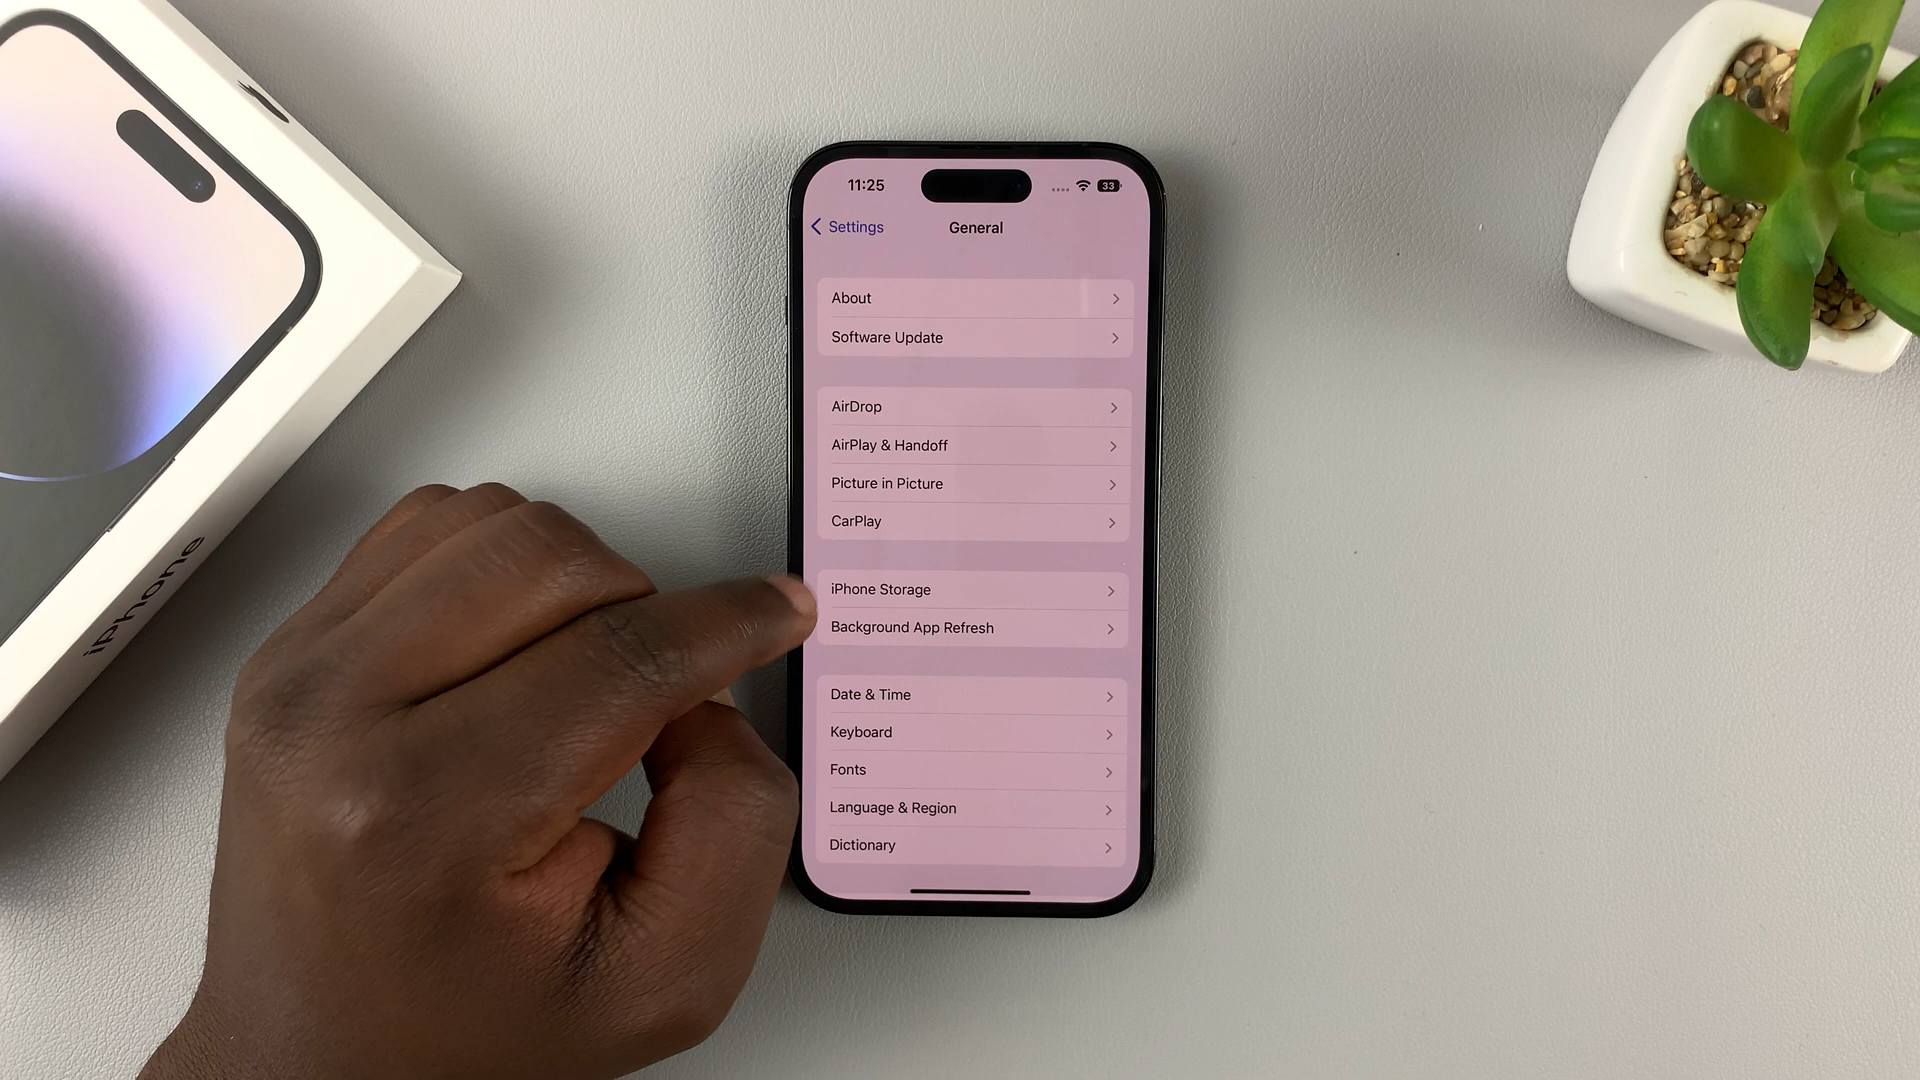 iPhone
11:25
33
Settings
General
About
Software Update
AirDrop
AirPlay & Handoff
Picture in Picture
CarPlay
iPhone Storage
Background App Refresh
Date & Time
Keyboard
Fonts
Language & Region
Dictionary